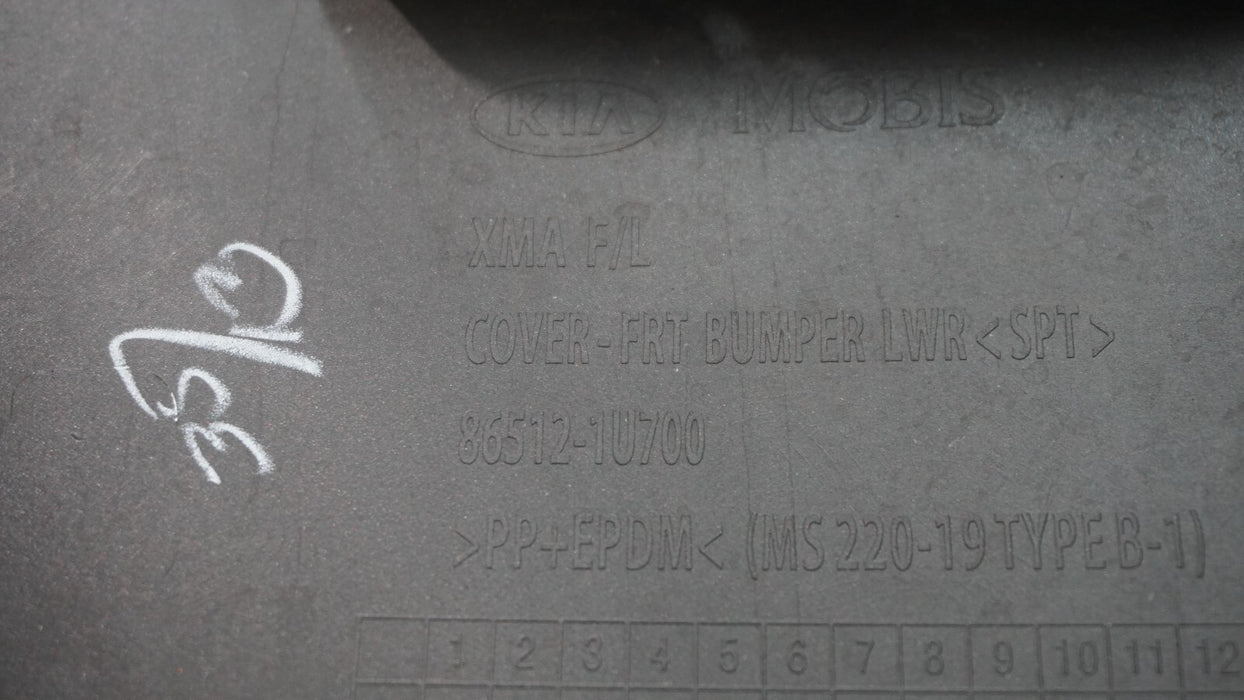 KIA MOBIS
XMA F/L
COVER-FRT BUMPER LWR<SPT>
86512-1U700
>PP+EPDM< (MS 220-19 TYPE B-1)
1 2 3 4 5 6 7 8 9 10 11 12